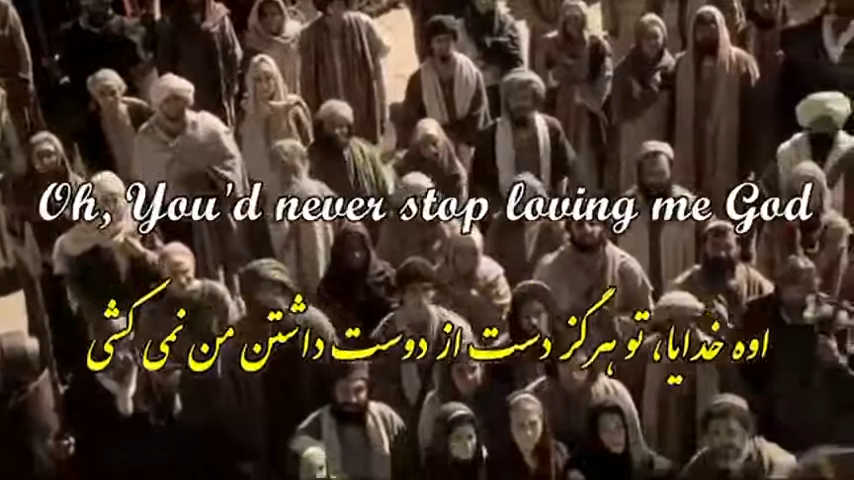 Oh, You'd never stop loving me God
اوه خدایا، تو هرگز دست از دوست داشتن من نمی کشی